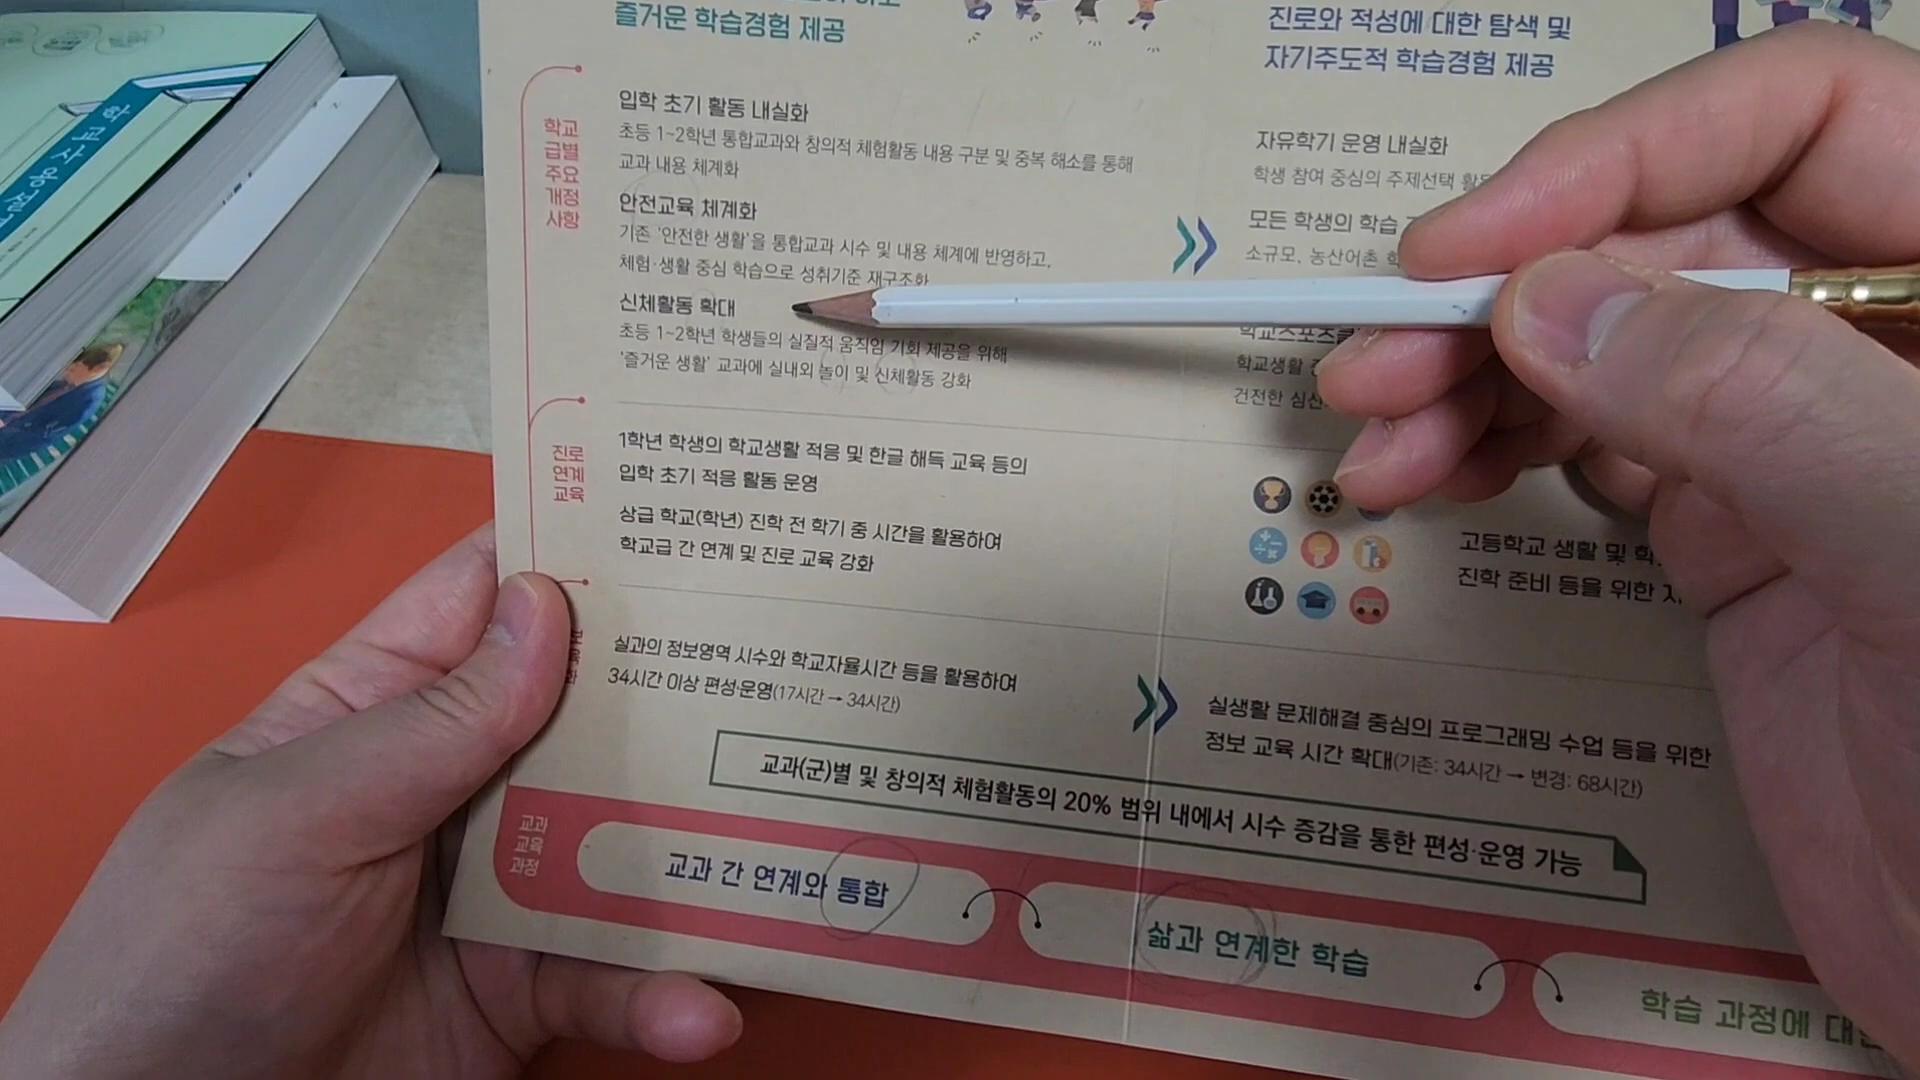 학교사용설
즐거운 학습경험 제공
학교
급별
주요
개정
사항
입학 초기 활동 내실화
초등 1~2학년 통합교과와 창의적 체험활동 내용 구분 및 중복 해소를 통해
교과 내용 체계화
안전교육 체계화
기존 '안전한 생활'을 통합교과 시수 및 내용 체계에 반영하고,
체험·생활 중심 학습으로 성취기준 재구조화
신체활동 확대
초등 1~2학년 학생들의 실질적 움직임 기회 제공을 위해
'즐거운 생활' 교과에 실내외 놀이 및 신체활동 강화
진로
연계
교육
1학년 학생의 학교생활 적응 및 한글 해득 교육 등의
입학 초기 적응 활동 운영
상급 학교(학년) 진학 전 학기 중 시간을 활용하여
학교급 간 연계 및 진로 교육 강화
실과의 정보영역 시수와 학교자율시간 등을 활용하여
34시간 이상 편성·운영(17시간 → 34시간)
진로와 적성에 대한 탐색 및
자기주도적 학습경험 제공
자유학기 운영 내실화
학생 참여 중심의 주제선택 활동
모든 학생의 학습
소규모, 농산어촌
학교스포츠클
학교생활
건전한 심신
고등학교 생활 및
진학 준비 등을 위한
실생활 문제해결 중심의 프로그래밍 수업 등을 위한
정보 교육 시간 확대(기존: 34시간 → 변경: 68시간)
교과(군)별 및 창의적 체험활동의 20% 범위 내에서 시수 증감을 통한 편성·운영 가능
교과
교육
과정
교과 간 연계와 통합
삶과 연계한 학습
학습 과정에